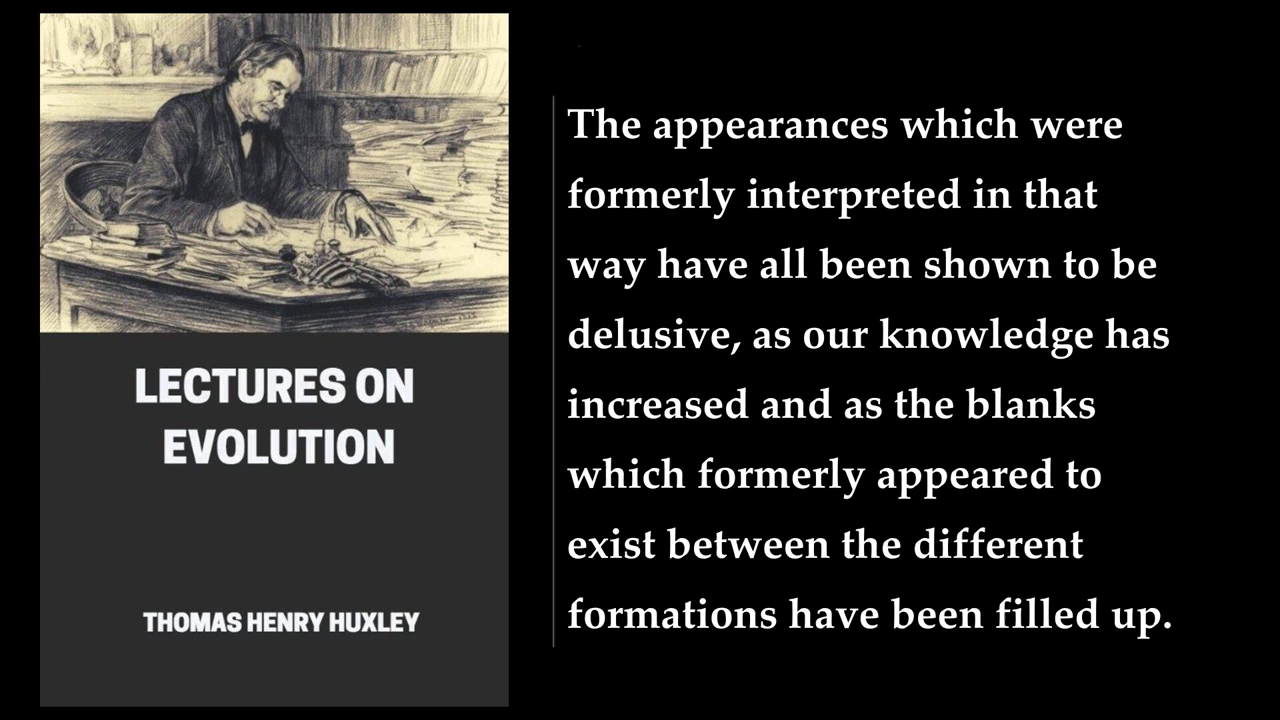 LECTURES ON
EVOLUTION
THOMAS HENRY HUXLEY
The appearances which were
formerly interpreted in that
way have all been shown to be
delusive, as our knowledge has
increased and as the blanks
which formerly appeared to
exist between the different
formations have been filled up.